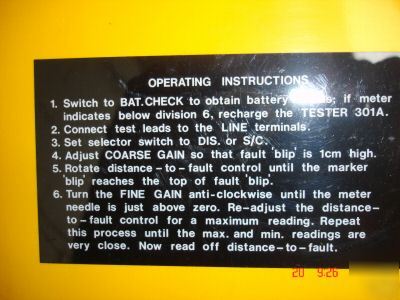 OPERATING INSTRUCTIONS
1. Switch to BAT.CHECK to obtain battery if meter
indicates below division 6, recharge the TESTER 301A.
2. Connect test leads to the LINE terminals.
3. Set selector switch to DIS. or S/C.
4. Adjust COARSE GAIN so that fault blip is 1cm high.
5. Rotate distance-to-fault control until the marker
'blip' reaches the top of fault 'blip.
6. Turn the FINE GAIN anti-clockwise until the meter
needle is just above zero. Re-adjust the distance-
to-fault control for a maximum reading. Repeat
this process until the max. and min. readings are
very close. Now read off distance-to-fault.
20 9:26